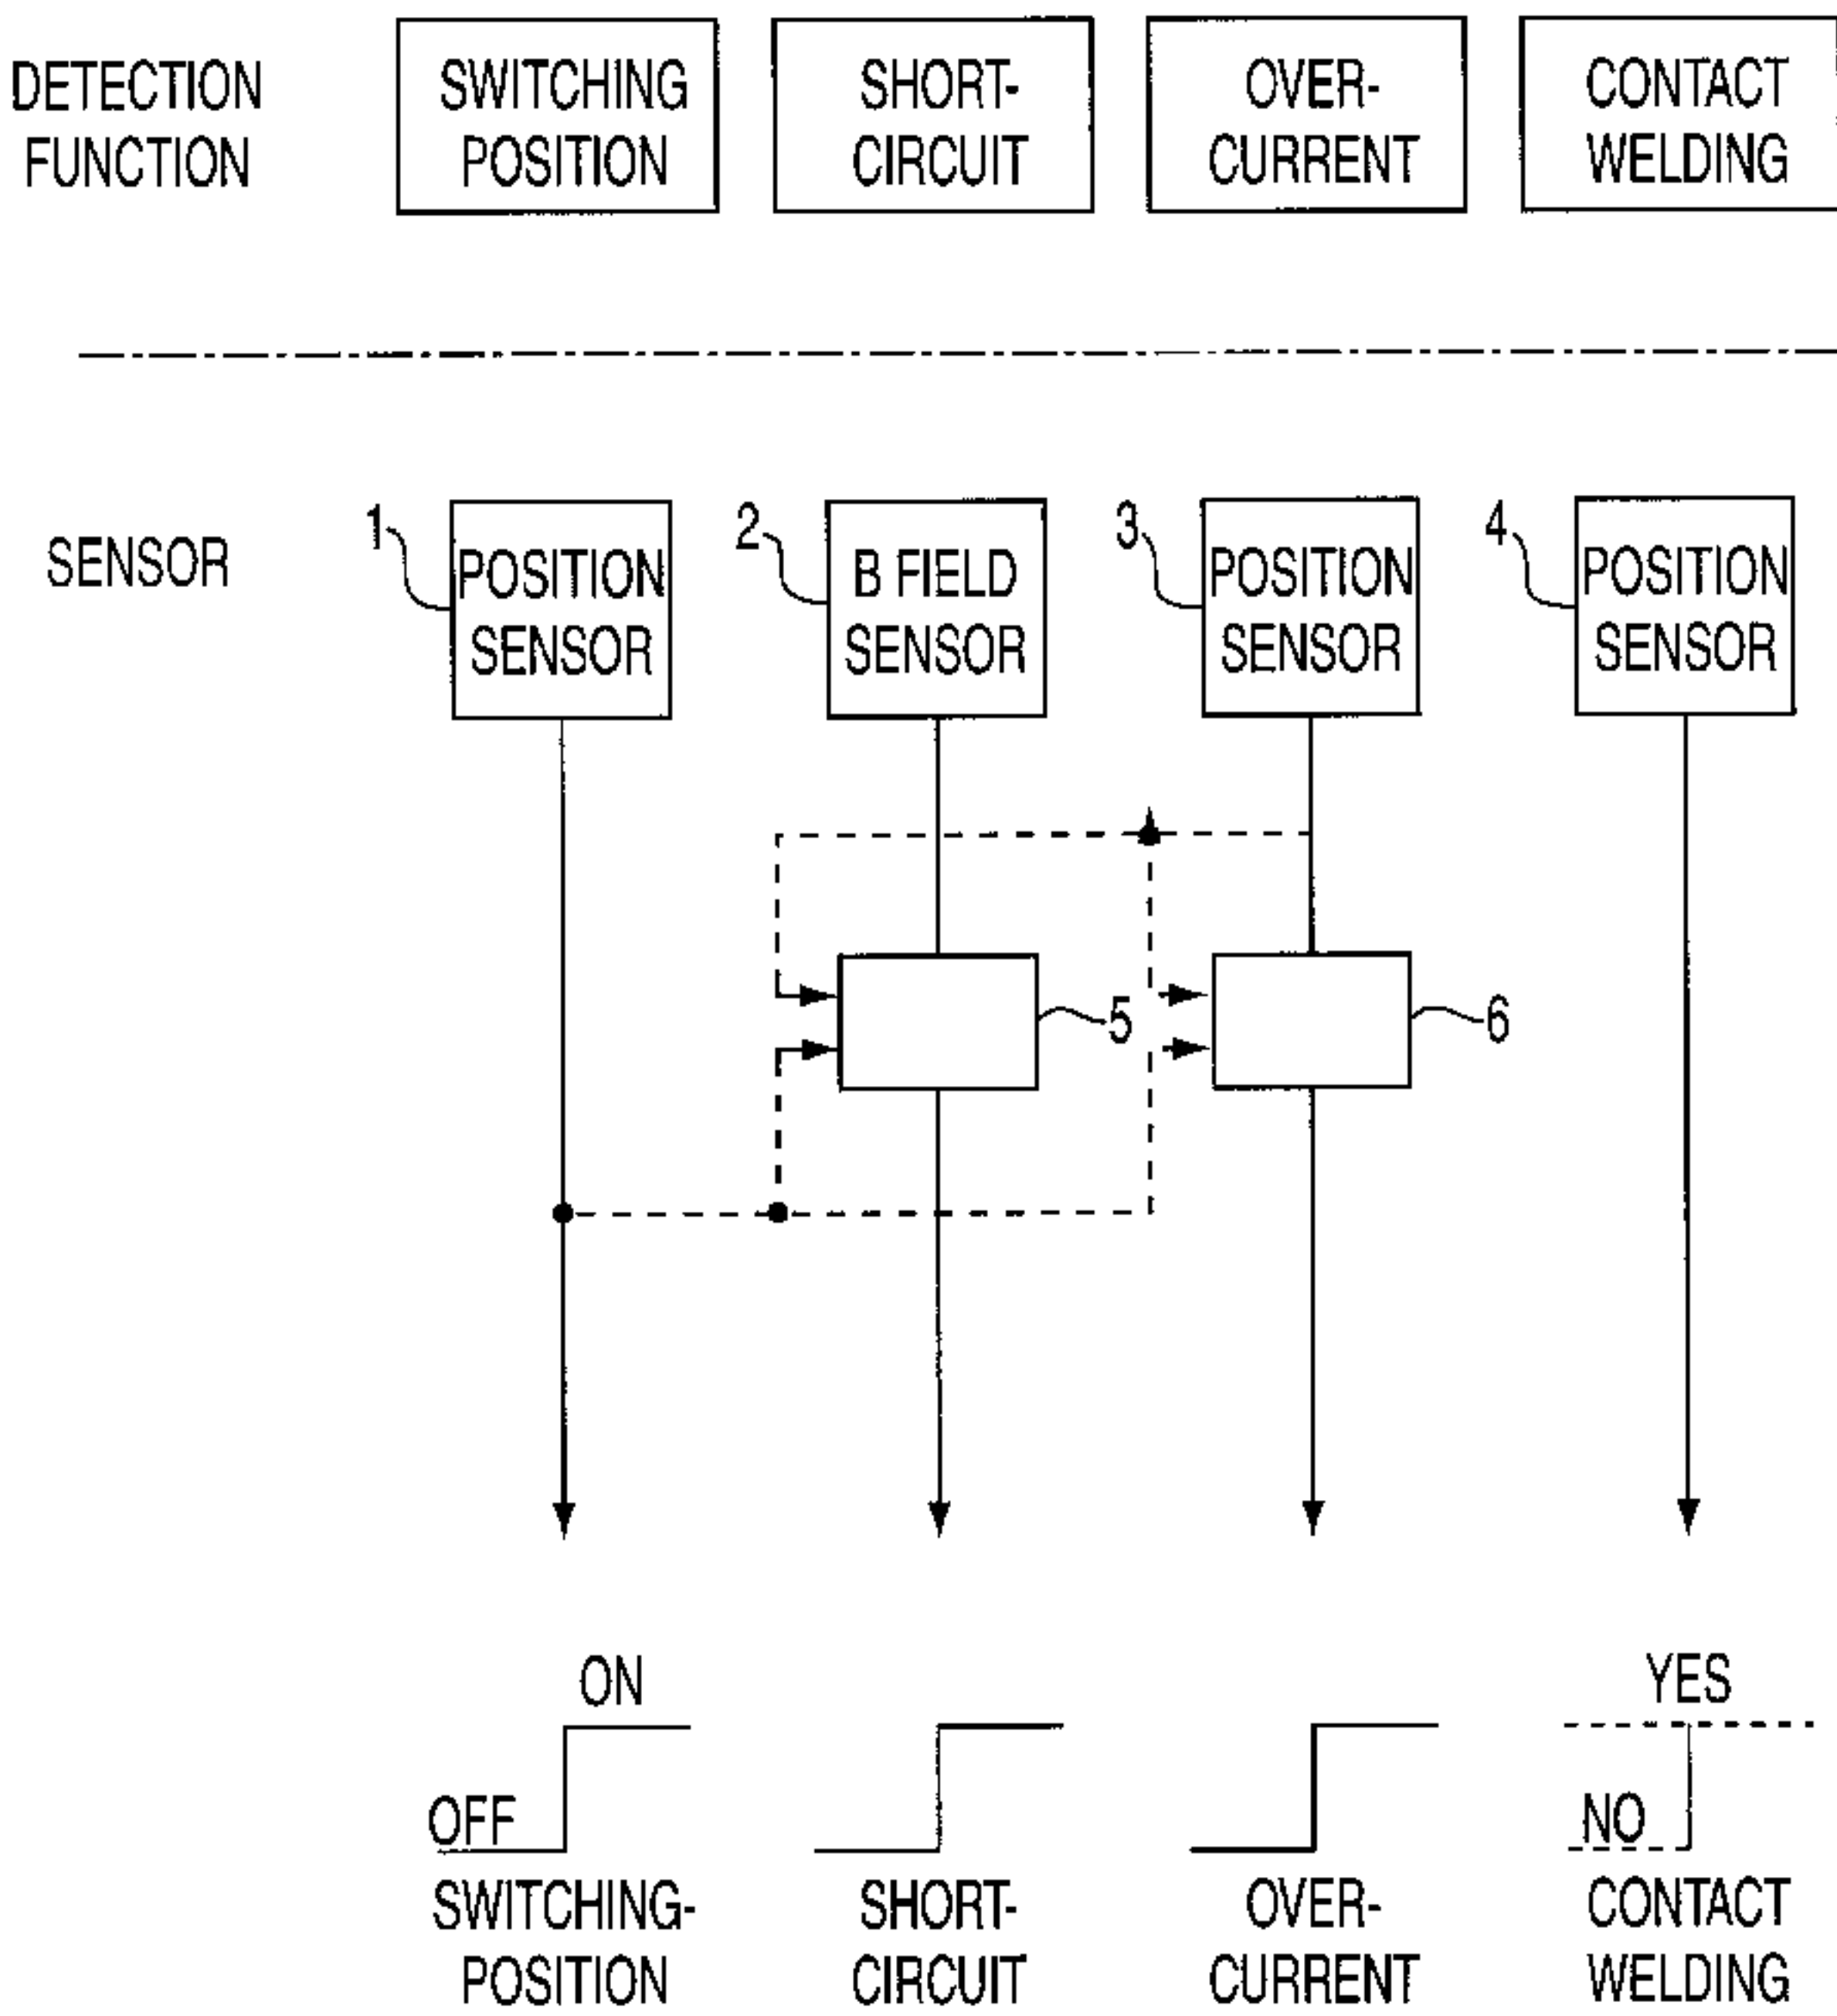 DETECTION
FUNCTION
SWITCHING
POSITION
SHORT-
CIRCUIT
OVER-
CURRENT
CONTACT
WELDING
SENSOR
1
POSITION
SENSOR
2
B FIELD
SENSOR
3
POSITION
SENSOR
4
POSITION
SENSOR
5
6
ON
OFF
SWITCHING-
POSITION
SHORT-
CIRCUIT
OVER-
CURRENT
YES
NO
CONTACT
WELDING